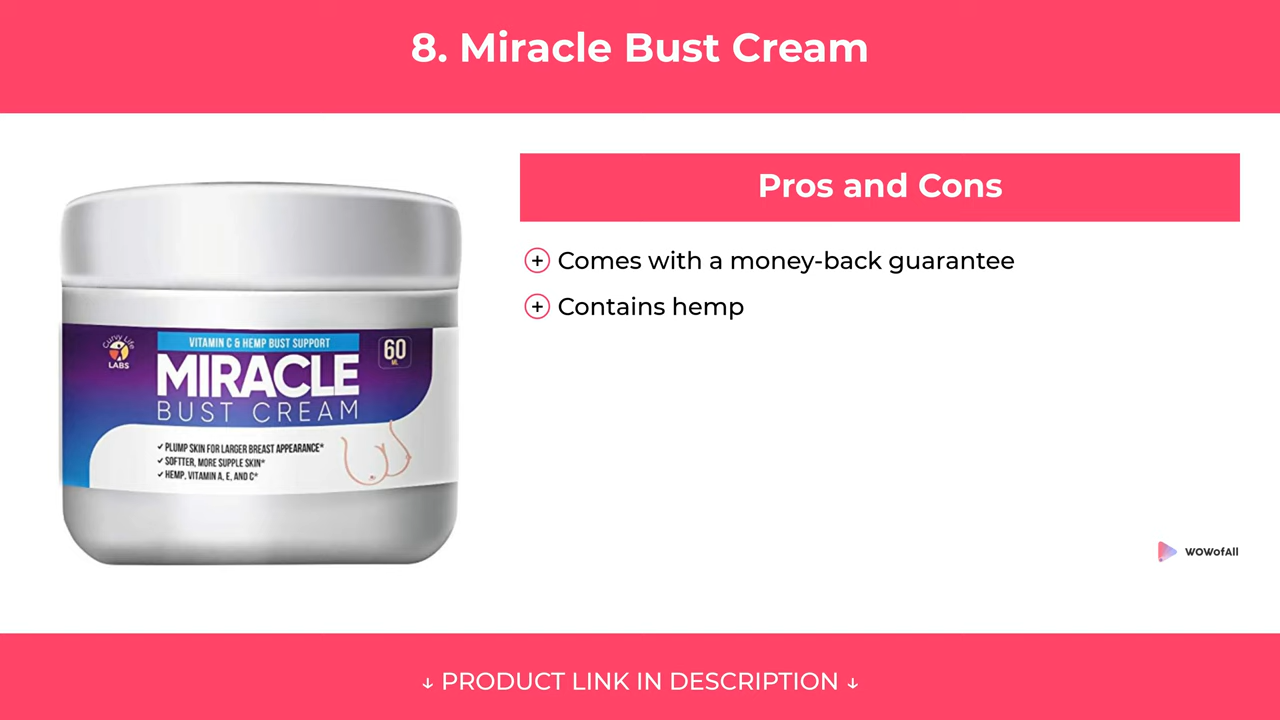 8. Miracle Bust Cream
Pros and Cons
Comes with a money-back guarantee
Contains hemp
Curvy Life
LABS
VITAMIN C & HEMP BUST SUPPORT
60
ML
MIRACLE
BUST CREAM
✓ PLUMP SKIN FOR LARGER BREAST APPEARANCE*
✓ SOFTTER, MORE SUPPLE SKIN*
✓ HEMP, VITAMIN A, E, AND C*
WOWofAll
↓ PRODUCT LINK IN DESCRIPTION ↓